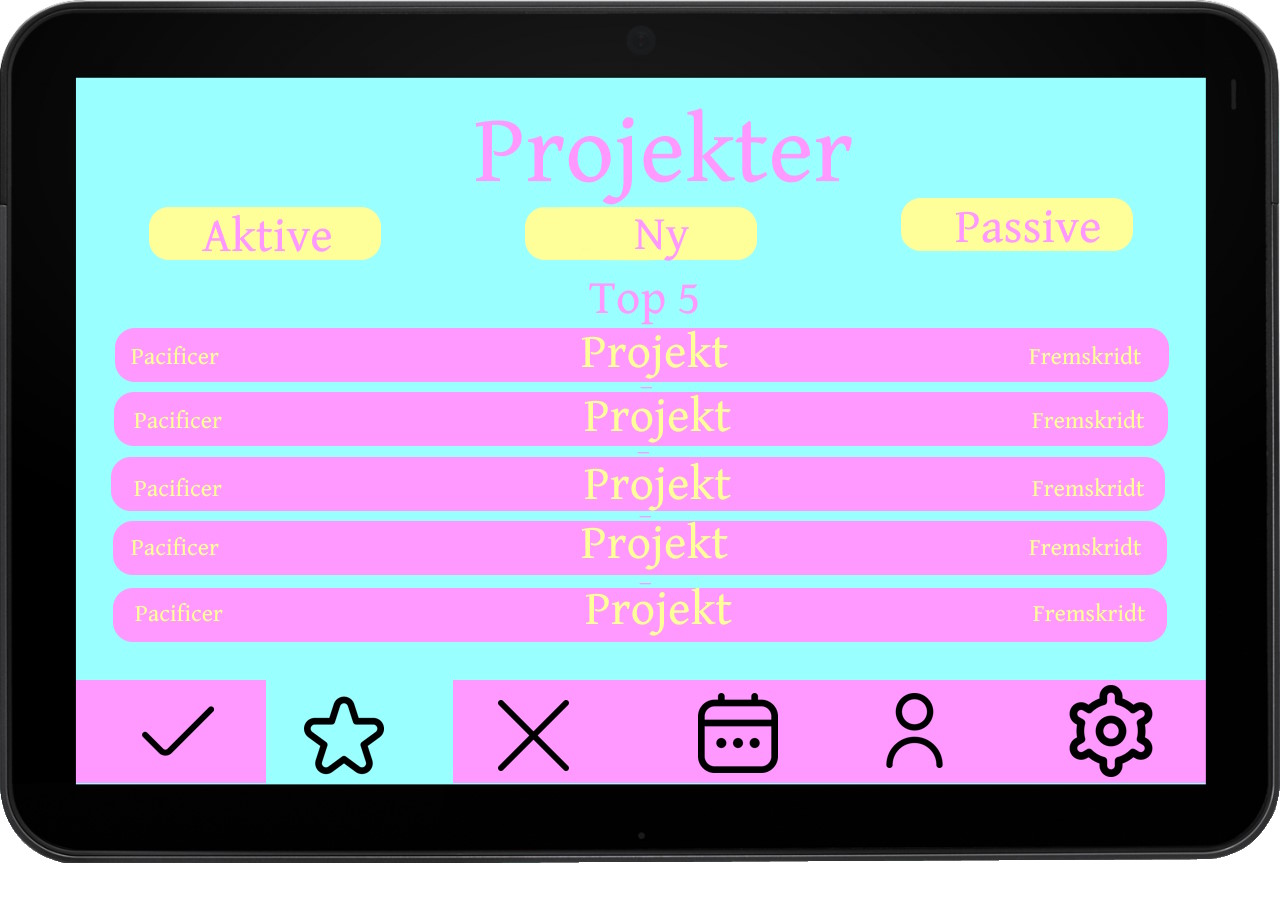 Projekter
Aktive Ny Passive
Top 5
Pacificer Projekt Fremskridt
Pacificer Projekt Fremskridt
Pacificer Projekt Fremskridt
Pacificer Projekt Fremskridt
Pacificer Projekt Fremskridt